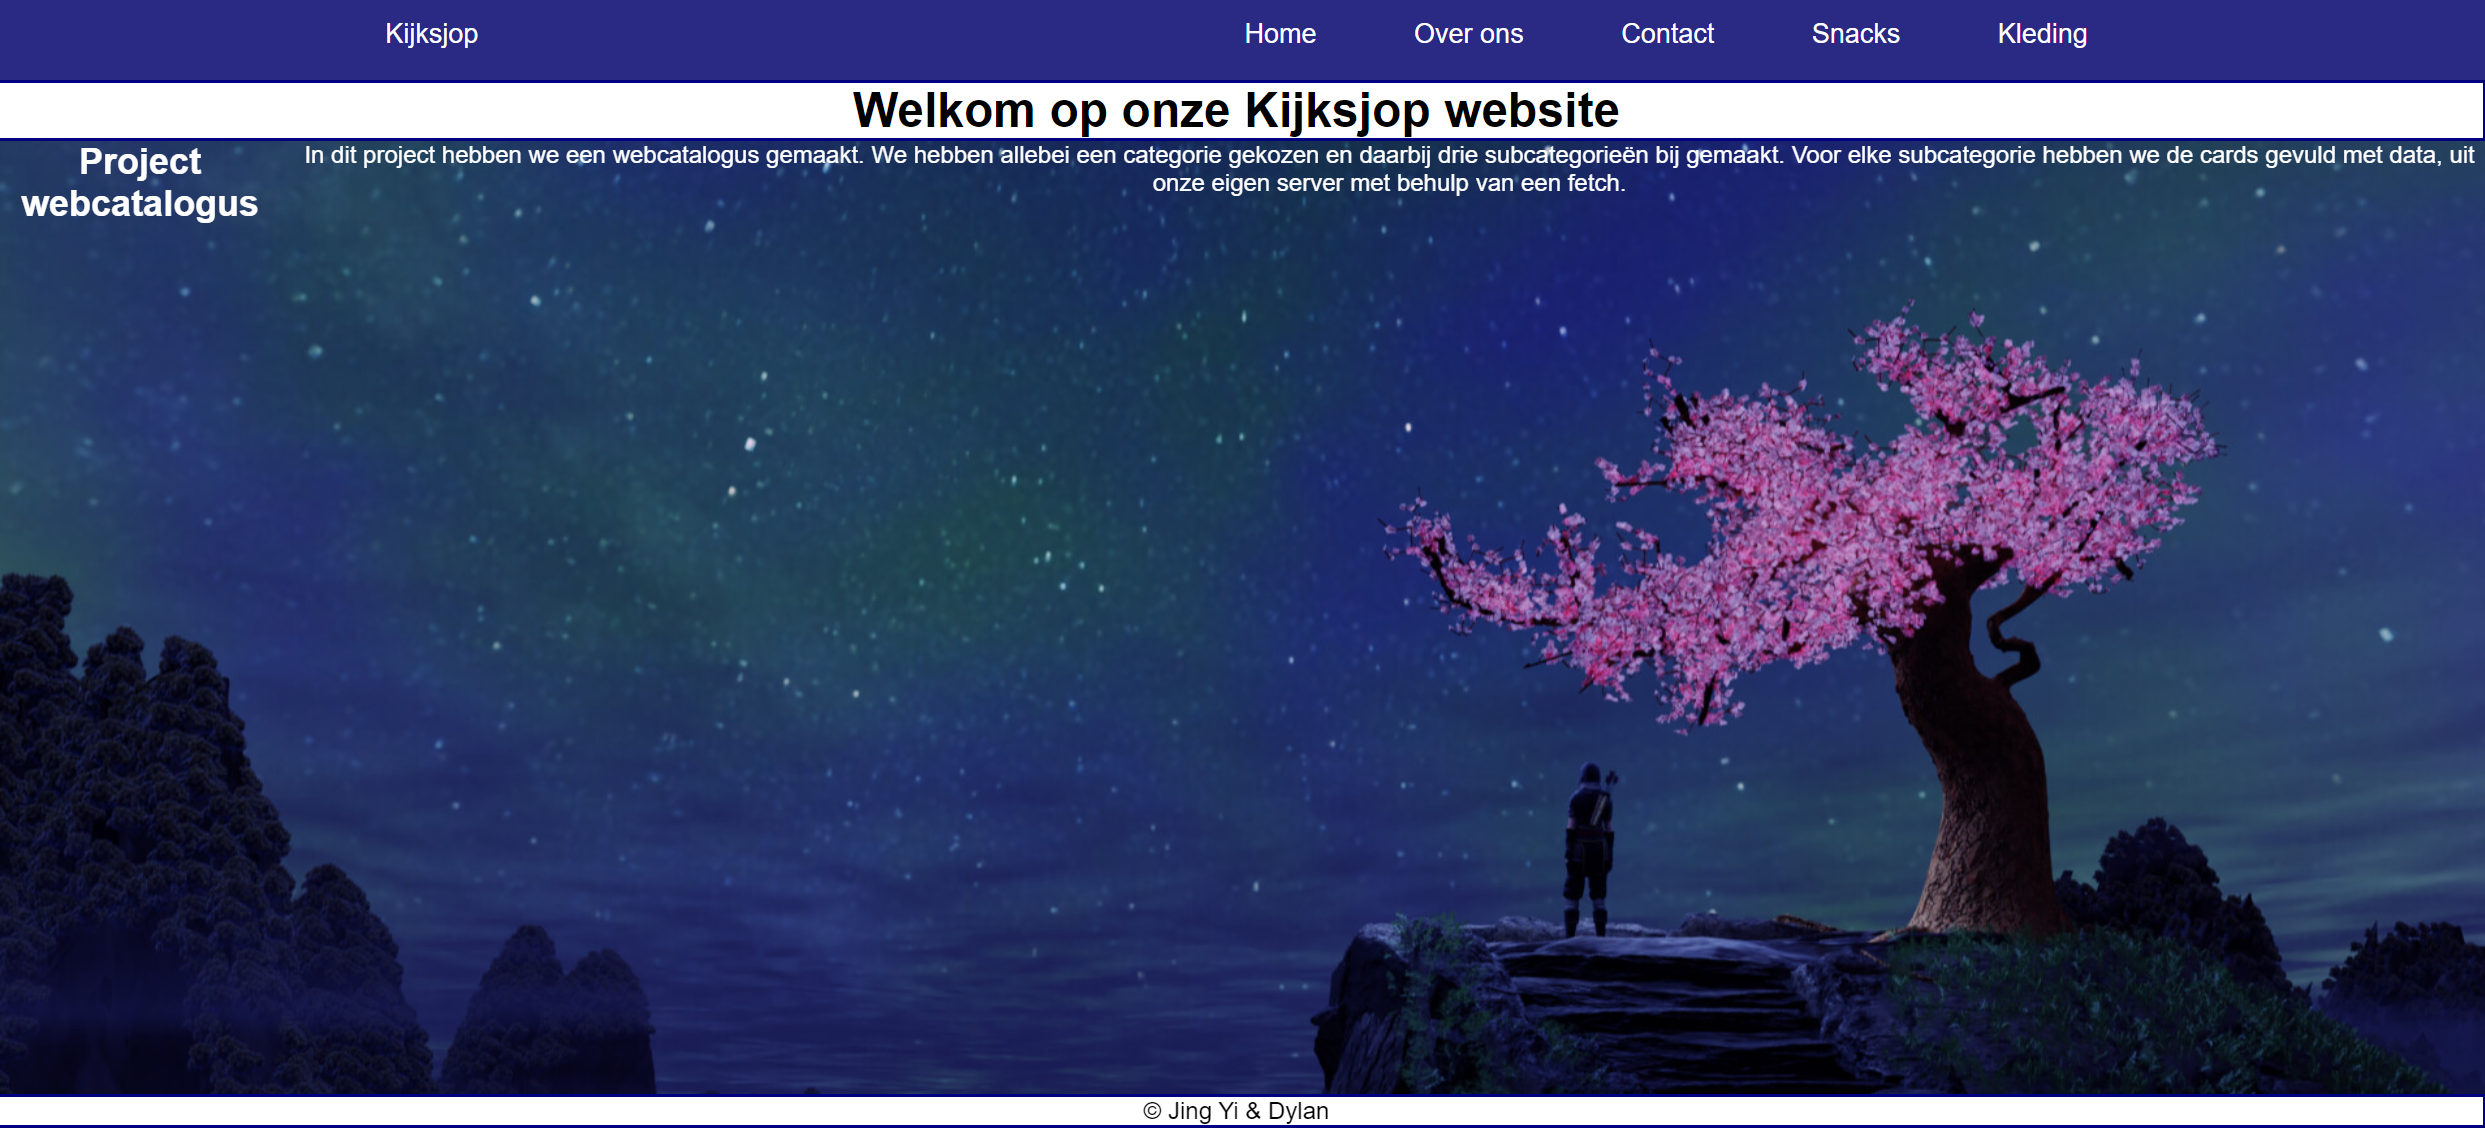 Kijksjop Home Over ons Contact Snacks Kleding
Welkom op onze Kijksjop website
Project
webcatalogus
In dit project hebben we een webcatalogus gemaakt. We hebben allebei een categorie gekozen en daarbij drie subcategorieën bij gemaakt. Voor elke subcategorie hebben we de cards gevuld met data, uit
onze eigen server met behulp van een fetch.
© Jing Yi & Dylan